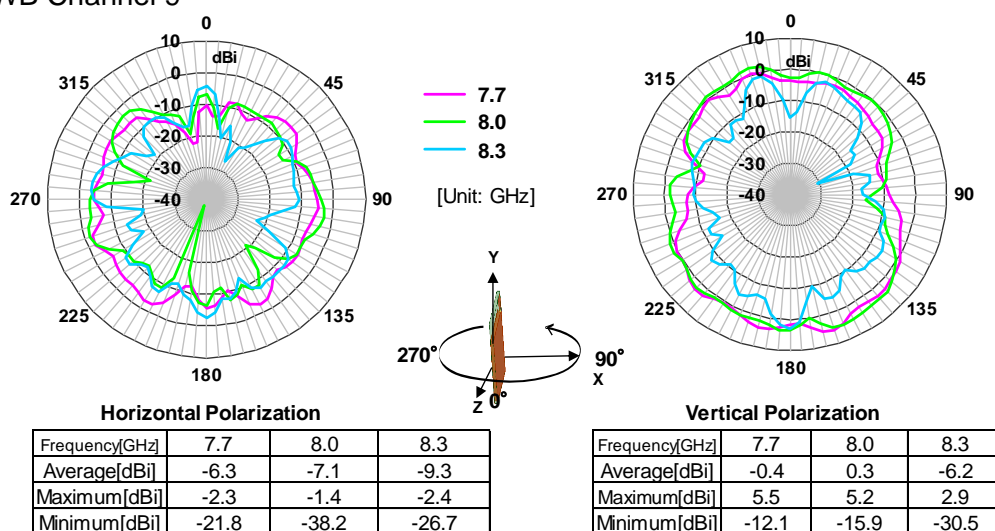 0
10
dBi
0
-10
-20
-30
-40
45
90
135
180
225
270
315
Horizontal Polarization
Frequency[GHz] 7.7 8.0 8.3
Average[dBi] -6.3 -7.1 -9.3
Maximum[dBi] -2.3 -1.4 -2.4
Minimum[dBi] -21.8 -38.2 -26.7
7.7
8.0
8.3
[Unit: GHz]
Y
270°
90°
X
Z 0°
0
10
dBi
0
-10
-20
-30
-40
45
90
135
180
225
270
315
Vertical Polarization
Frequency[GHz] 7.7 8.0 8.3
Average[dBi] -0.4 0.3 -6.2
Maximum[dBi] 5.5 5.2 2.9
Minimum[dBi] -12.1 -15.9 -30.5